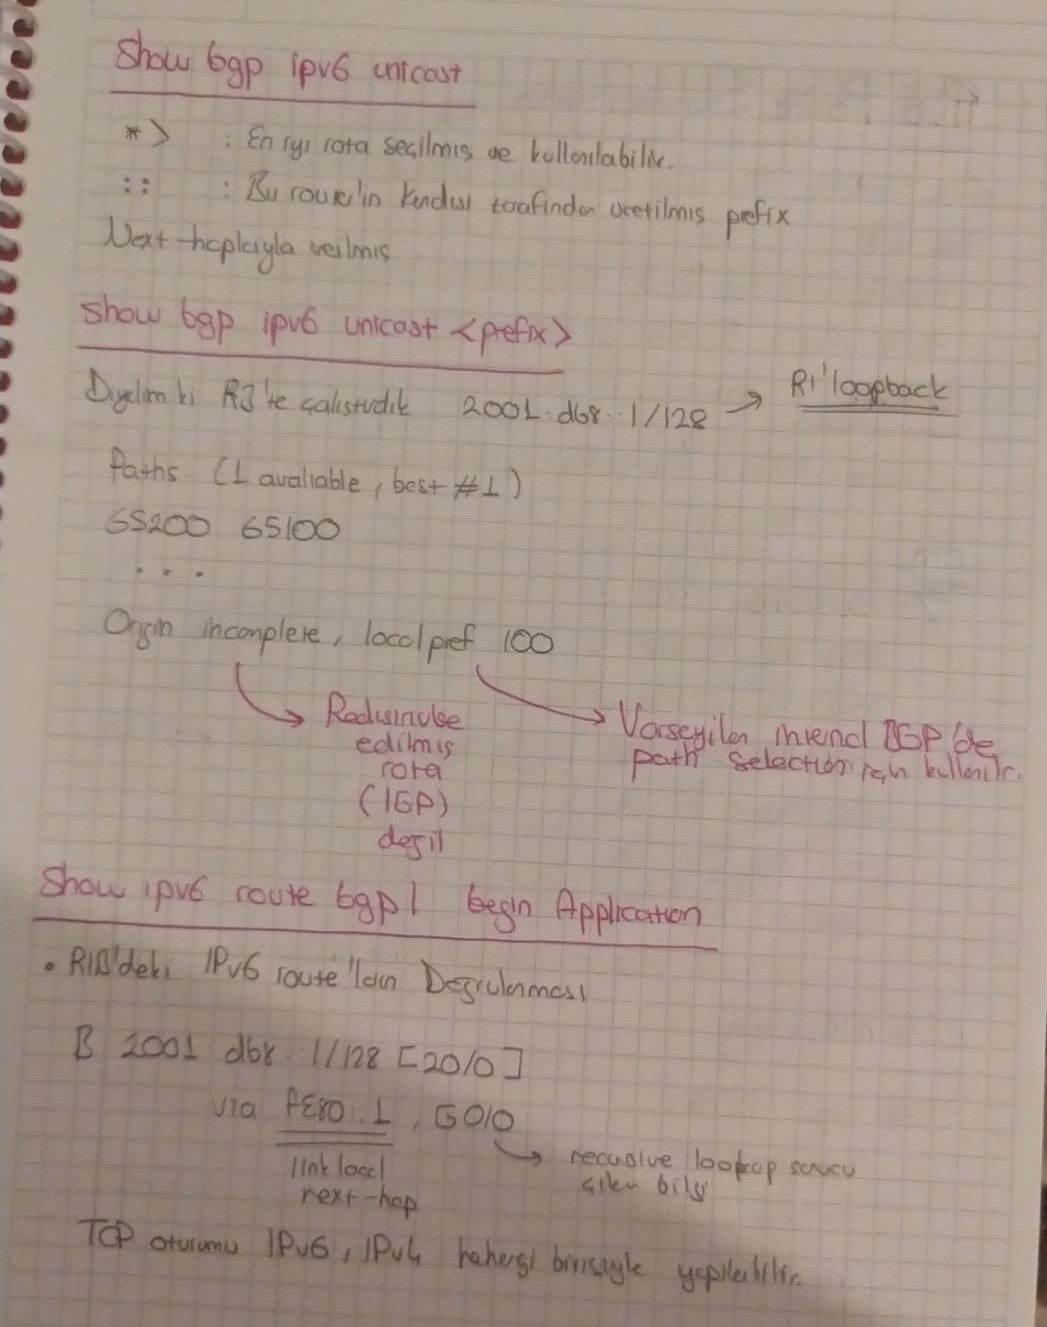 Show bgp ipv6 unicast
*> : En iyi rota seçilmiş ve kullanılabilir.
:: : Bu router'ın kendisi tarafından üretilmiş prefix
Next-hoplarıyla verilmiş
Show bgp ipv6 unicast <prefix>
Diyelim ki R3'te çalıştırdık 2001:db8::1/128 → R1'loopback
Paths (1 avaliable, best #1)
65200 65100
...
Origin incomplete, localpref 100
Redistribute
edilmiş
rota
(IGP)
değil
Varsayılan internal BGP'de
path selection için kullanılır.
Show ipv6 route bgp | begin Application
• RIB'deki IPv6 route'ların Doğrulanması
B 2001:db8::1/128 [20/0]
via FE80::1, G0/0
link local
next-hop
recursive lookup sonucu
çıkan bilgi
TCP oturumu IPv6, IPv4 herhangi birisiyle yapılabilir.